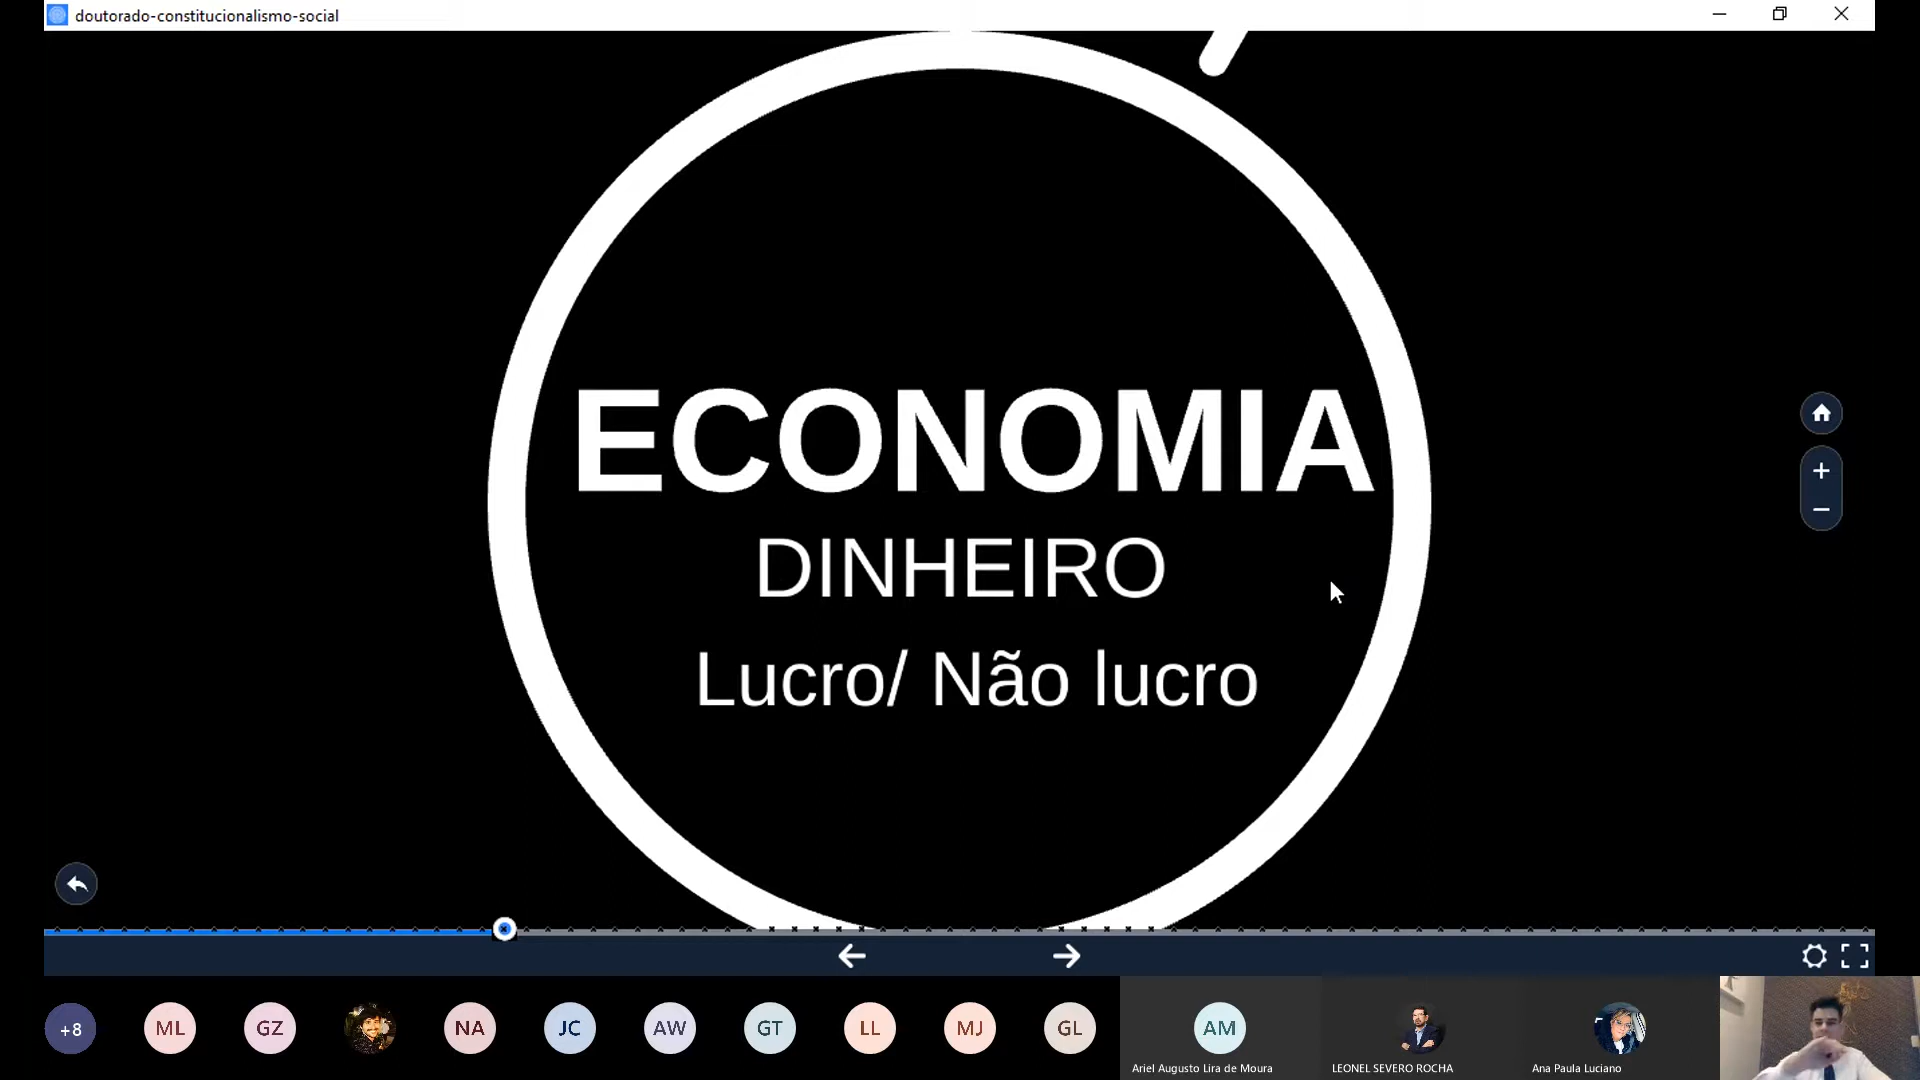 doutorado-constitucionalismo-social
ECONOMIA
DINHEIRO
Lucro/ Não lucro
+8
ML
GZ
NA
JC
AW
GT
LL
MJ
GL
AM
Ariel Augusto Lira de Moura
LEONEL SEVERO ROCHA
Ana Paula Luciano